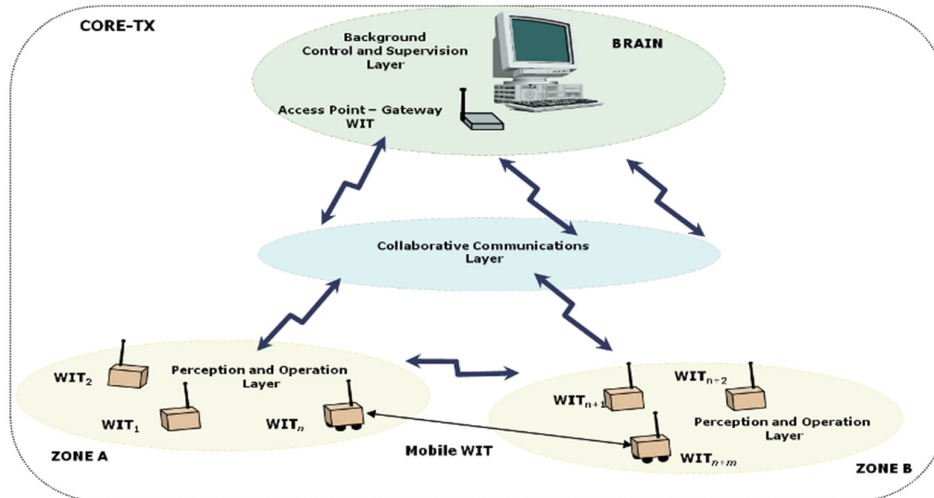 CORE-TX
BRAIN
Background
Control and Supervision
Layer
Access Point – Gateway
WIT
Collaborative Communications
Layer
Perception and Operation
Layer
WIT2
WIT1
WITn
ZONE A
Mobile WIT
WITn+1
WITn+2
Perception and Operation
Layer
WITn+m
ZONE B